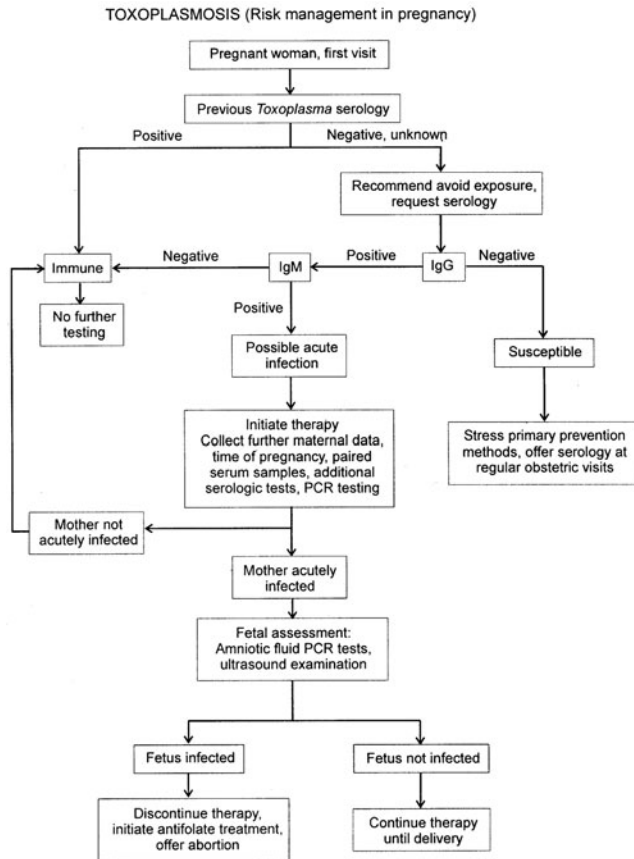 TOXOPLASMOSIS (Risk management in pregnancy)
Pregnant woman, first visit
Previous Toxoplasma serology
Positive
Negative, unknown
Recommend avoid exposure,
request serology
Immune
Negative
IgM
Positive
IgG
Negative
No further
testing
Positive
Possible acute
infection
Susceptible
Initiate therapy
Collect further maternal data,
time of pregnancy, paired
serum samples, additional
serologic tests, PCR testing
Stress primary prevention
methods, offer serology at
regular obstetric visits
Mother not
acutely infected
Mother acutely
infected
Fetal assessment:
Amniotic fluid PCR tests,
ultrasound examination
Fetus infected
Fetus not infected
Discontinue therapy,
initiate antifolate treatment,
offer abortion
Continue therapy
until delivery